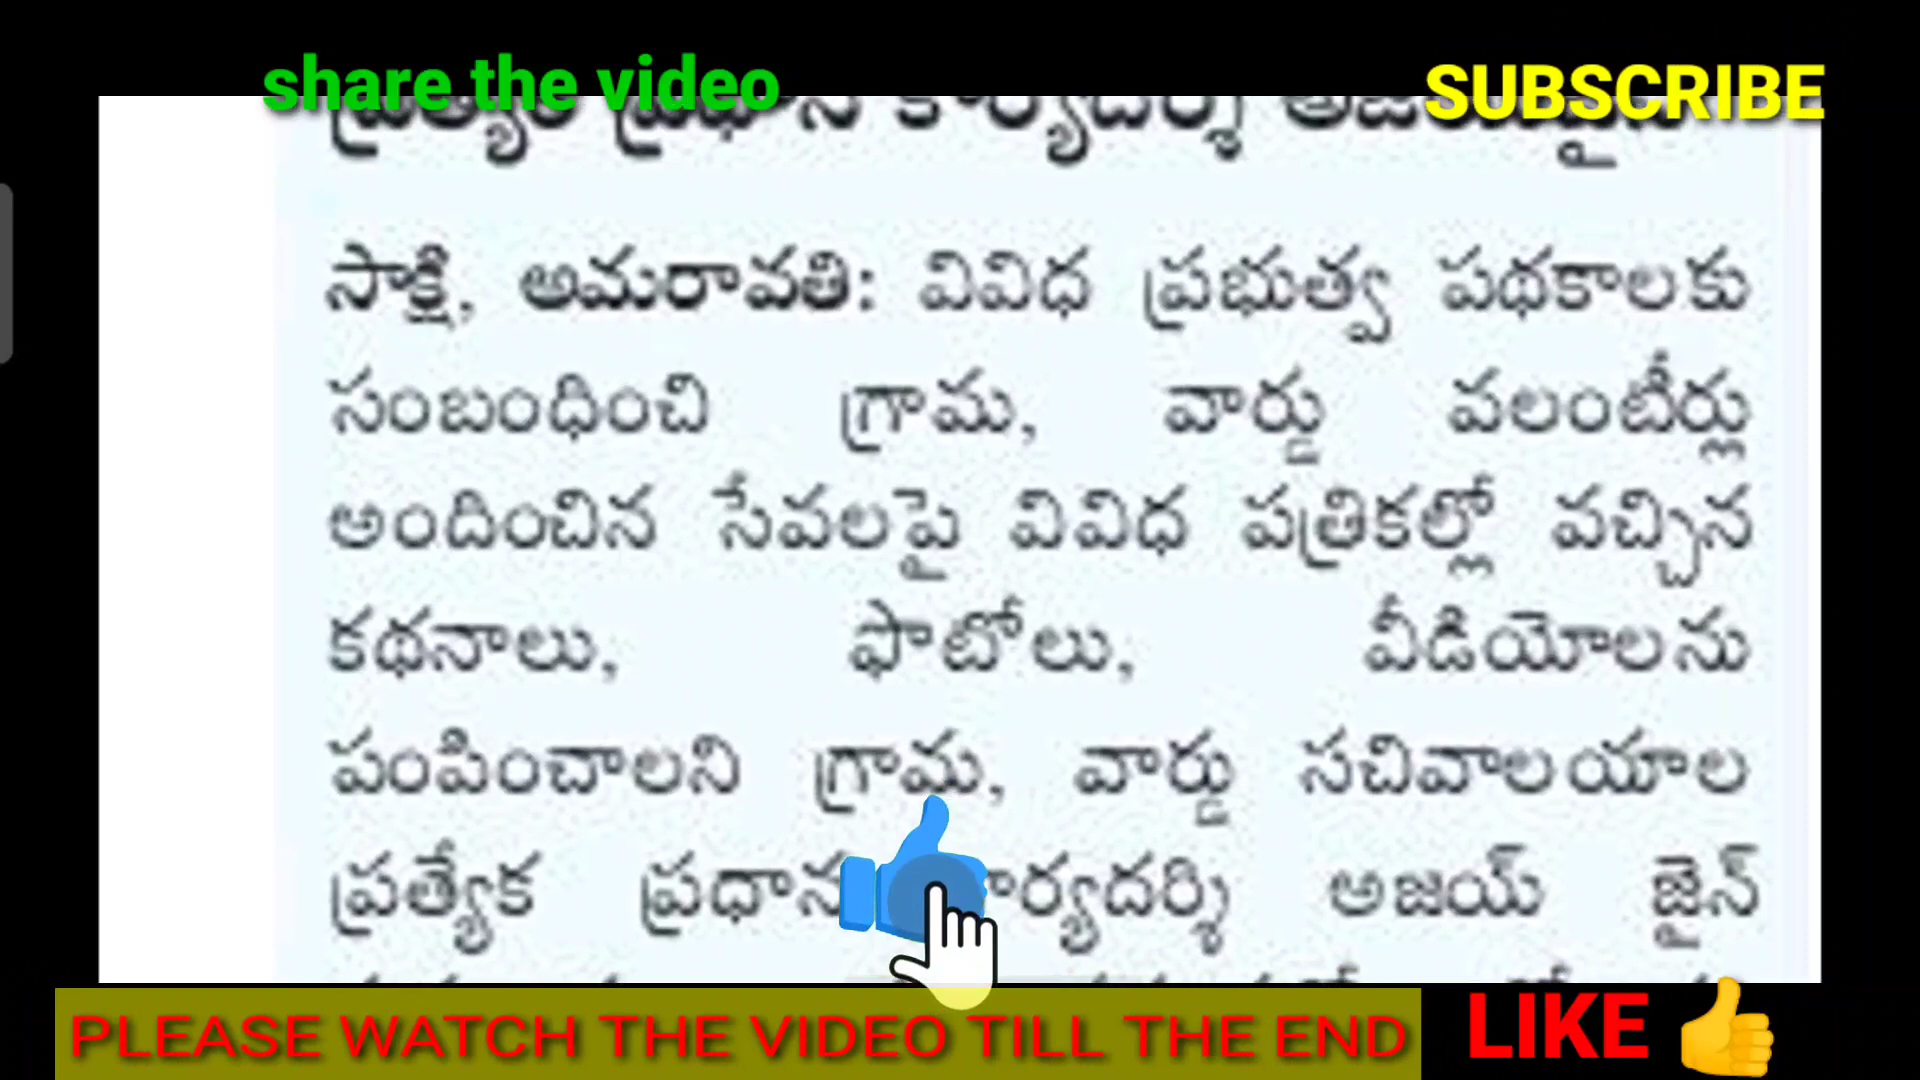 share the video
SUBSCRIBE
ప్రధాన కార్యదర్శి
సాక్షి, అమరావతి: వివిధ ప్రభుత్వ పథకాలకు
సంబంధించి గ్రామ, వార్డు వలంటీర్లు
అందించిన సేవలపై వివిధ పత్రికల్లో వచ్చిన
కథనాలు, ఫొటోలు, వీడియోలను
పంపించాలని గ్రామ, వార్డు సచివాలయాల
ప్రత్యేక ప్రధాన అజయ్ జైన్
PLEASE WATCH THE VIDEO TILL THE END
LIKE